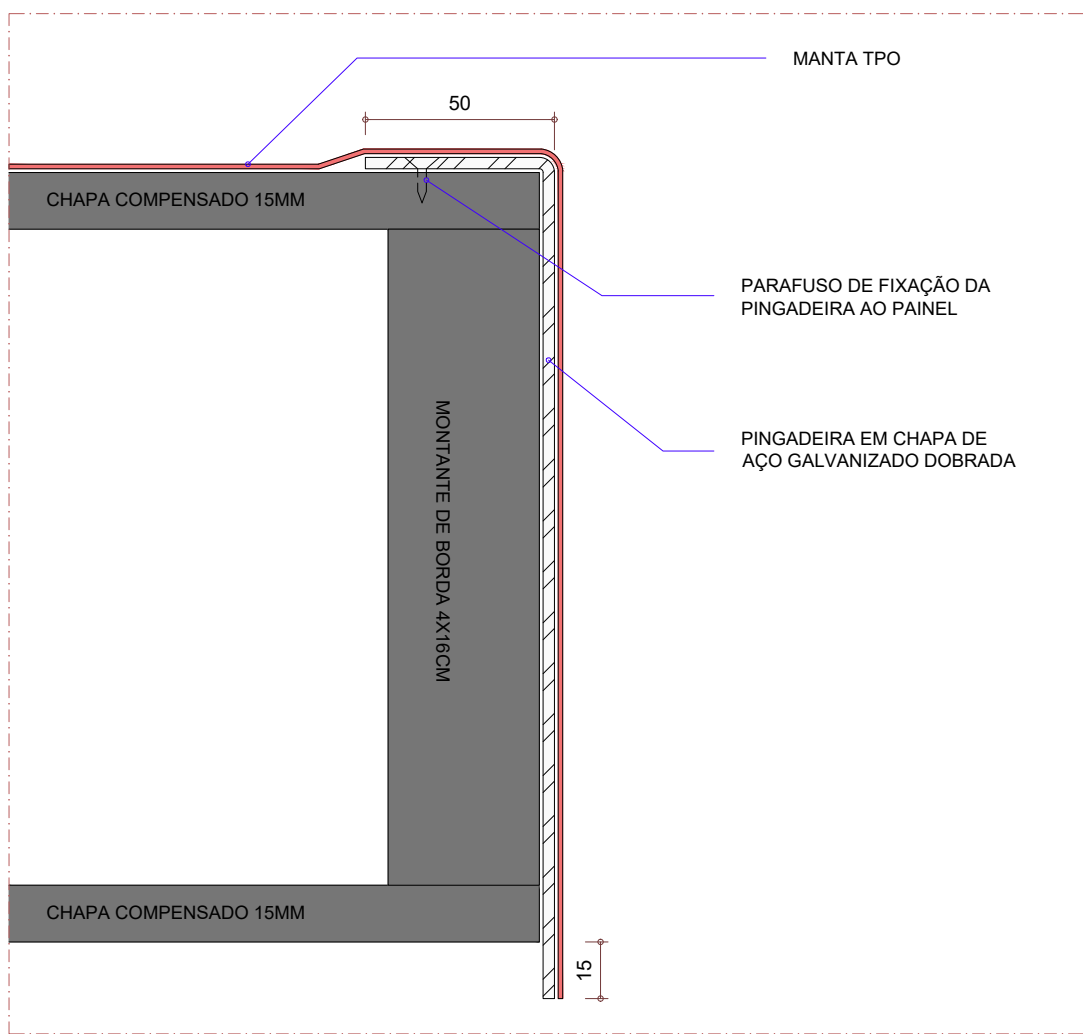 MANTA TPO
50
CHAPA COMPENSADO 15MM
PARAFUSO DE FIXAÇÃO DA
PINGADEIRA AO PAINEL
MONTANTE DE BORDA 4X16CM
PINGADEIRA EM CHAPA DE
AÇO GALVANIZADO DOBRADA
CHAPA COMPENSADO 15MM
15